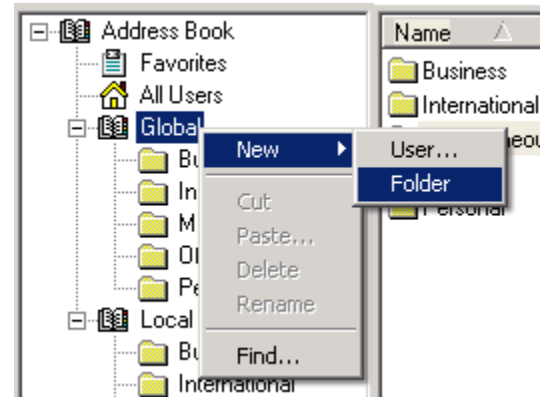 Address Book
Favorites
All Users
Global
Local
International
New
Cut
Paste...
Delete
Rename
Find...
User...
Folder
Name
Business
International
Personal